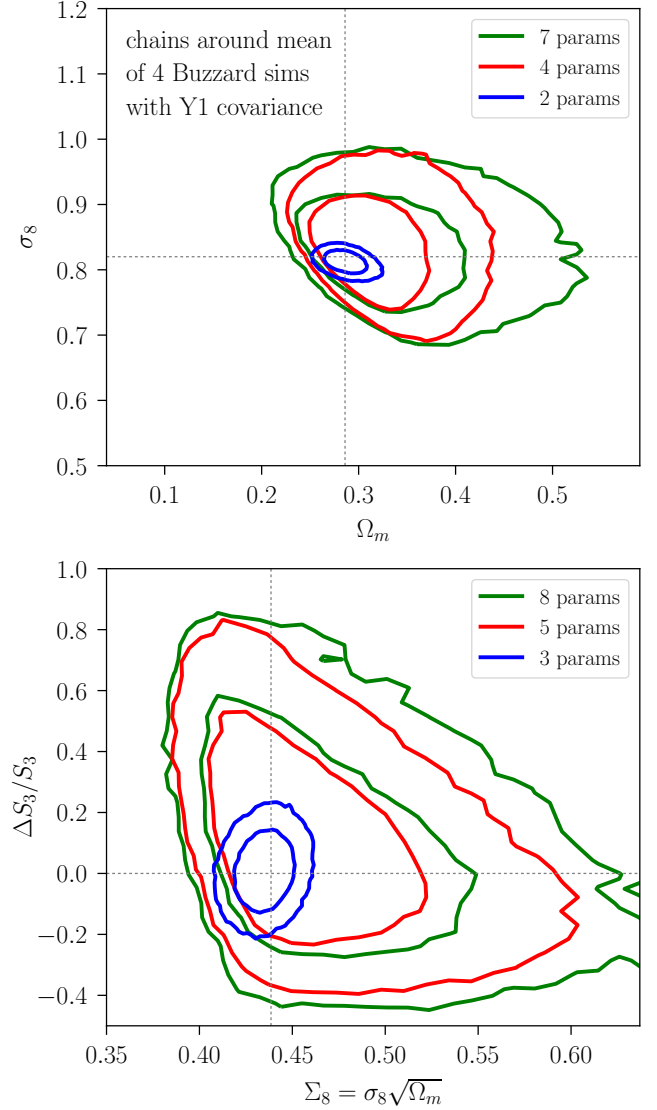 1.2
1.1
1.0
0.9
0.8
0.7
0.6
0.5
σ₈
chains around mean
of 4 Buzzard sims
with Y1 covariance
7 params
4 params
2 params
0.1 0.2 0.3 0.4 0.5
Ωₘ
1.0
0.8
0.6
0.4
0.2
0.0
−0.2
−0.4
ΔS₃/S₃
8 params
5 params
3 params
0.35 0.40 0.45 0.50 0.55 0.60
Σ₈ = σ₈√Ωₘ